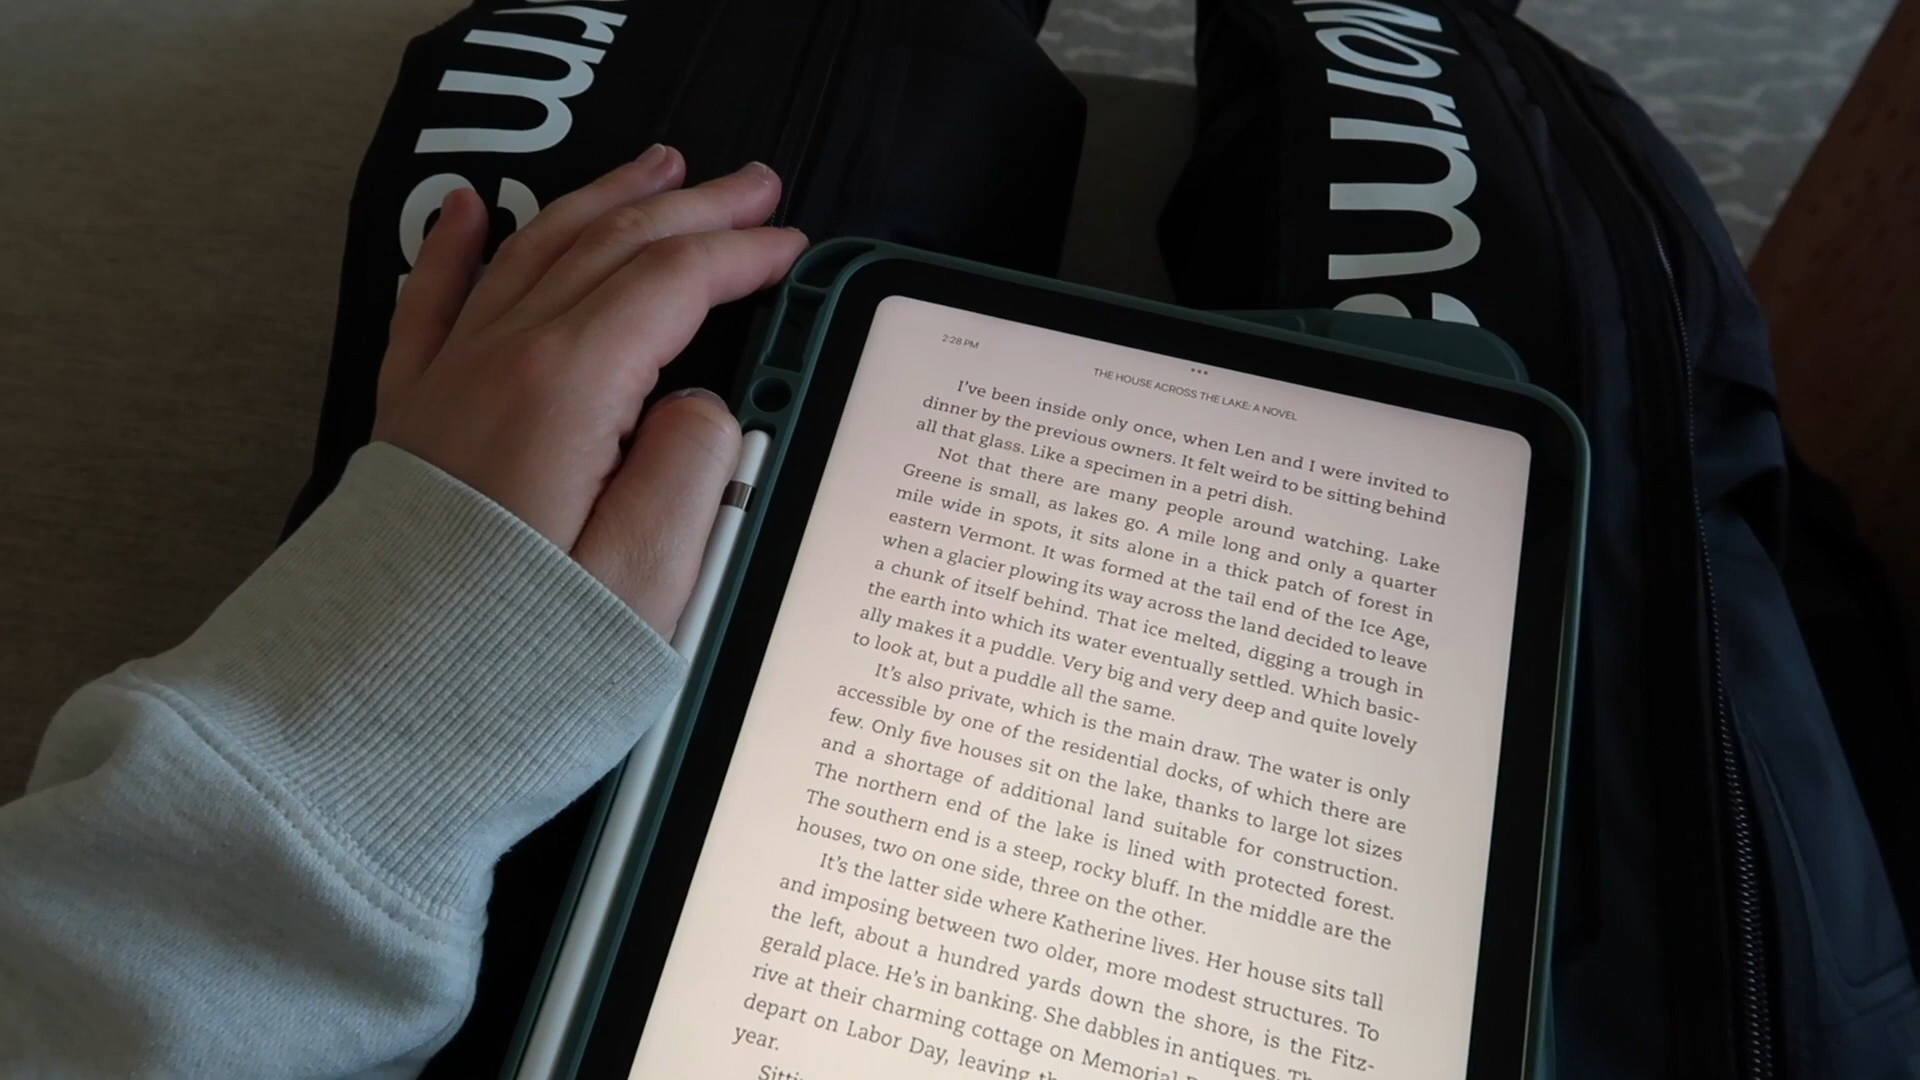 orma
Norma
2:28 PM
THE HOUSE ACROSS THE LAKE: A NOVEL
I've been inside only once, when Len and I were invited to
dinner by the previous owners. It felt weird to be sitting behind
all that glass. Like a specimen in a petri dish.
Not that there are many people around watching. Lake
Greene is small, as lakes go. A mile long and only a quarter
mile wide in spots, it sits alone in a thick patch of forest in
eastern Vermont. It was formed at the tail end of the Ice Age,
when a glacier plowing its way across the land decided to leave
a chunk of itself behind. That ice melted, digging a trough in
the earth into which its water eventually settled. Which basic-
ally makes it a puddle. Very big and very deep and quite lovely
to look at, but a puddle all the same.
It's also private, which is the main draw. The water is only
accessible by one of the residential docks, of which there are
few. Only five houses sit on the lake, thanks to large lot sizes
and a shortage of additional land suitable for construction.
The northern end of the lake is lined with protected forest.
The southern end is a steep, rocky bluff. In the middle are the
houses, two on one side, three on the other.
It's the latter side where Katherine lives. Her house sits tall
and imposing between two older, more modest structures. To
the left, about a hundred yards down the shore, is the Fitz-
gerald place. He's in banking. She dabbles in antiques. Th
rive at their charming cottage on Memorial
depart on Labor Day, leaving th
year.
Sitti